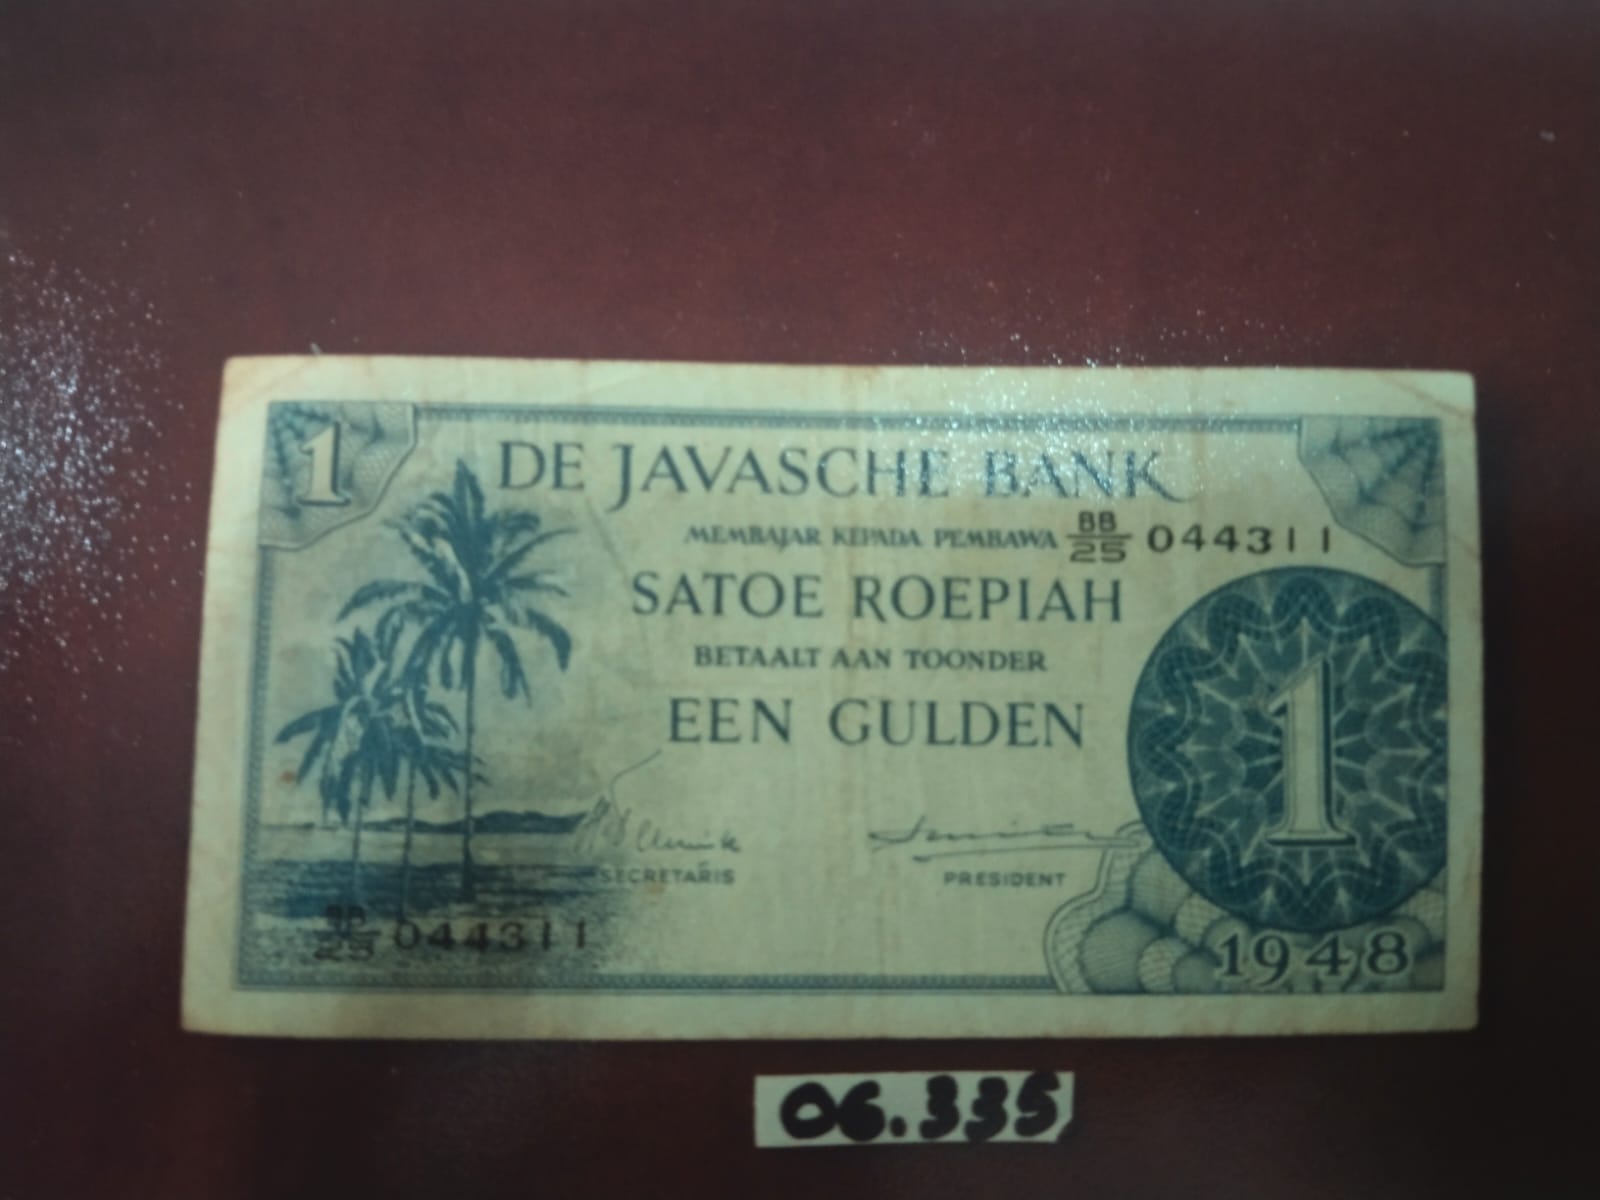 1
DE JAVASCHE BANK
MEMBAJAR KEPADA PEMBAWA
BB/25 044311
SATOE ROEPIAH
BETAALT AAN TOONDER
EEN GULDEN
1
SECRETARIS
PRESIDENT
BB/25 044311
1948
06.335